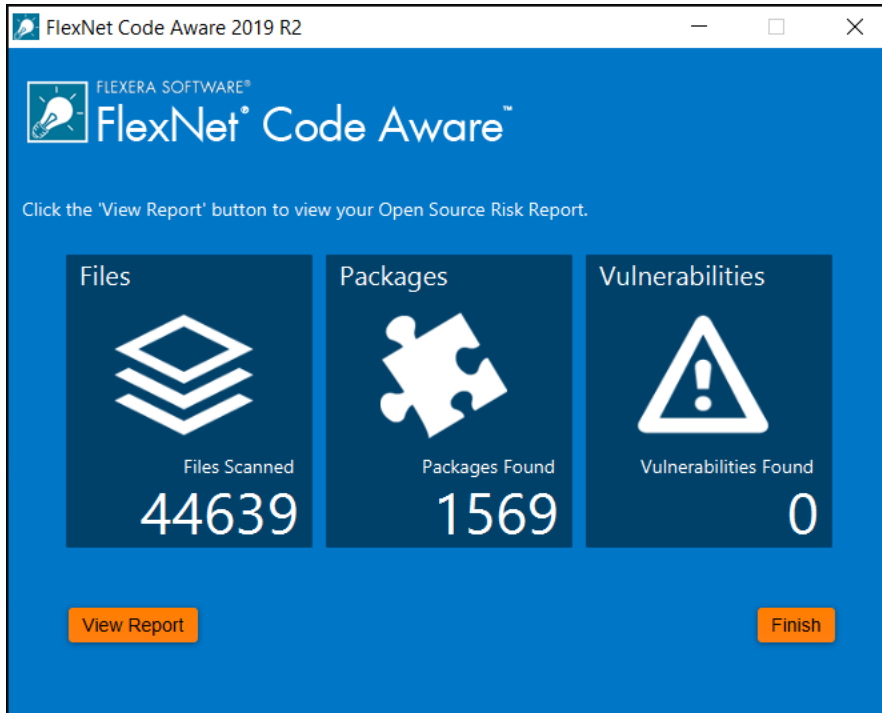 FlexNet Code Aware 2019 R2
FLEXERA SOFTWARE®
FlexNet® Code Aware™
Click the 'View Report' button to view your Open Source Risk Report.
Files
Files Scanned
44639
Packages
Packages Found
1569
Vulnerabilities
Vulnerabilities Found
0
View Report
Finish